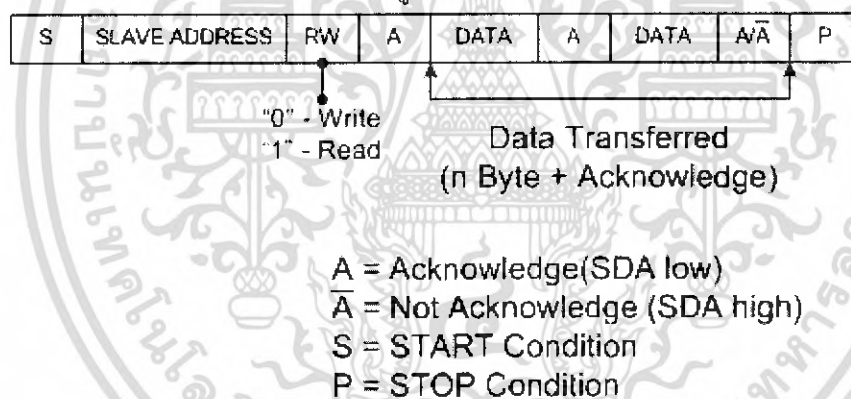 S SLAVE ADDRESS RW A DATA A DATA A/A̅ P
"0" - Write
"1" - Read
Data Transferred
(n Byte + Acknowledge)
A = Acknowledge(SDA low)
A̅ = Not Acknowledge (SDA high)
S = START Condition
P = STOP Condition